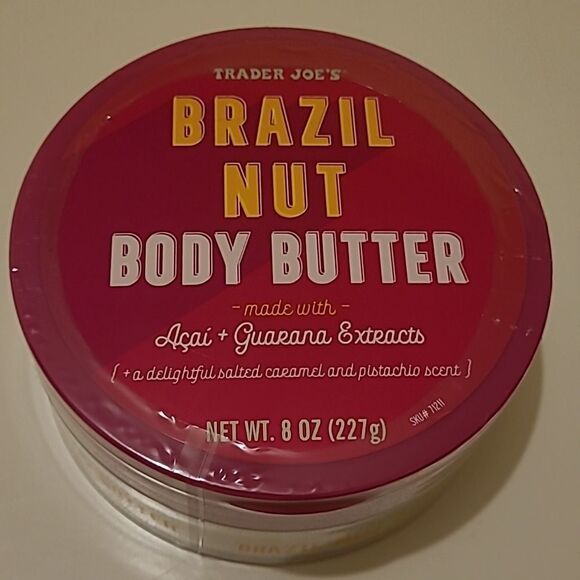 TRADER JOE'S
BRAZIL
NUT
BODY BUTTER
- made with -
Açaí + Guarana Extracts
{ + a delightful salted caramel and pistachio scent }
NET WT. 8 OZ (227g)
SKU# 71211